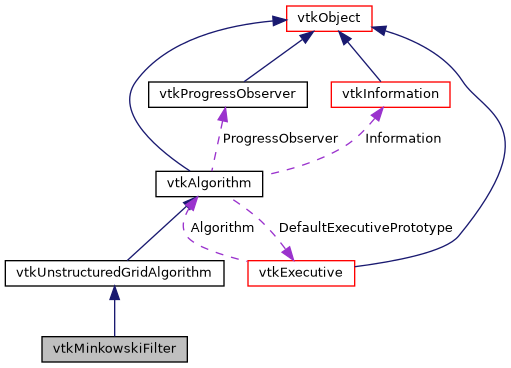 vtkObject
vtkProgressObserver
vtkInformation
ProgressObserver
Information
vtkAlgorithm
Algorithm
DefaultExecutivePrototype
vtkUnstructuredGridAlgorithm
vtkExecutive
vtkMinkowskiFilter